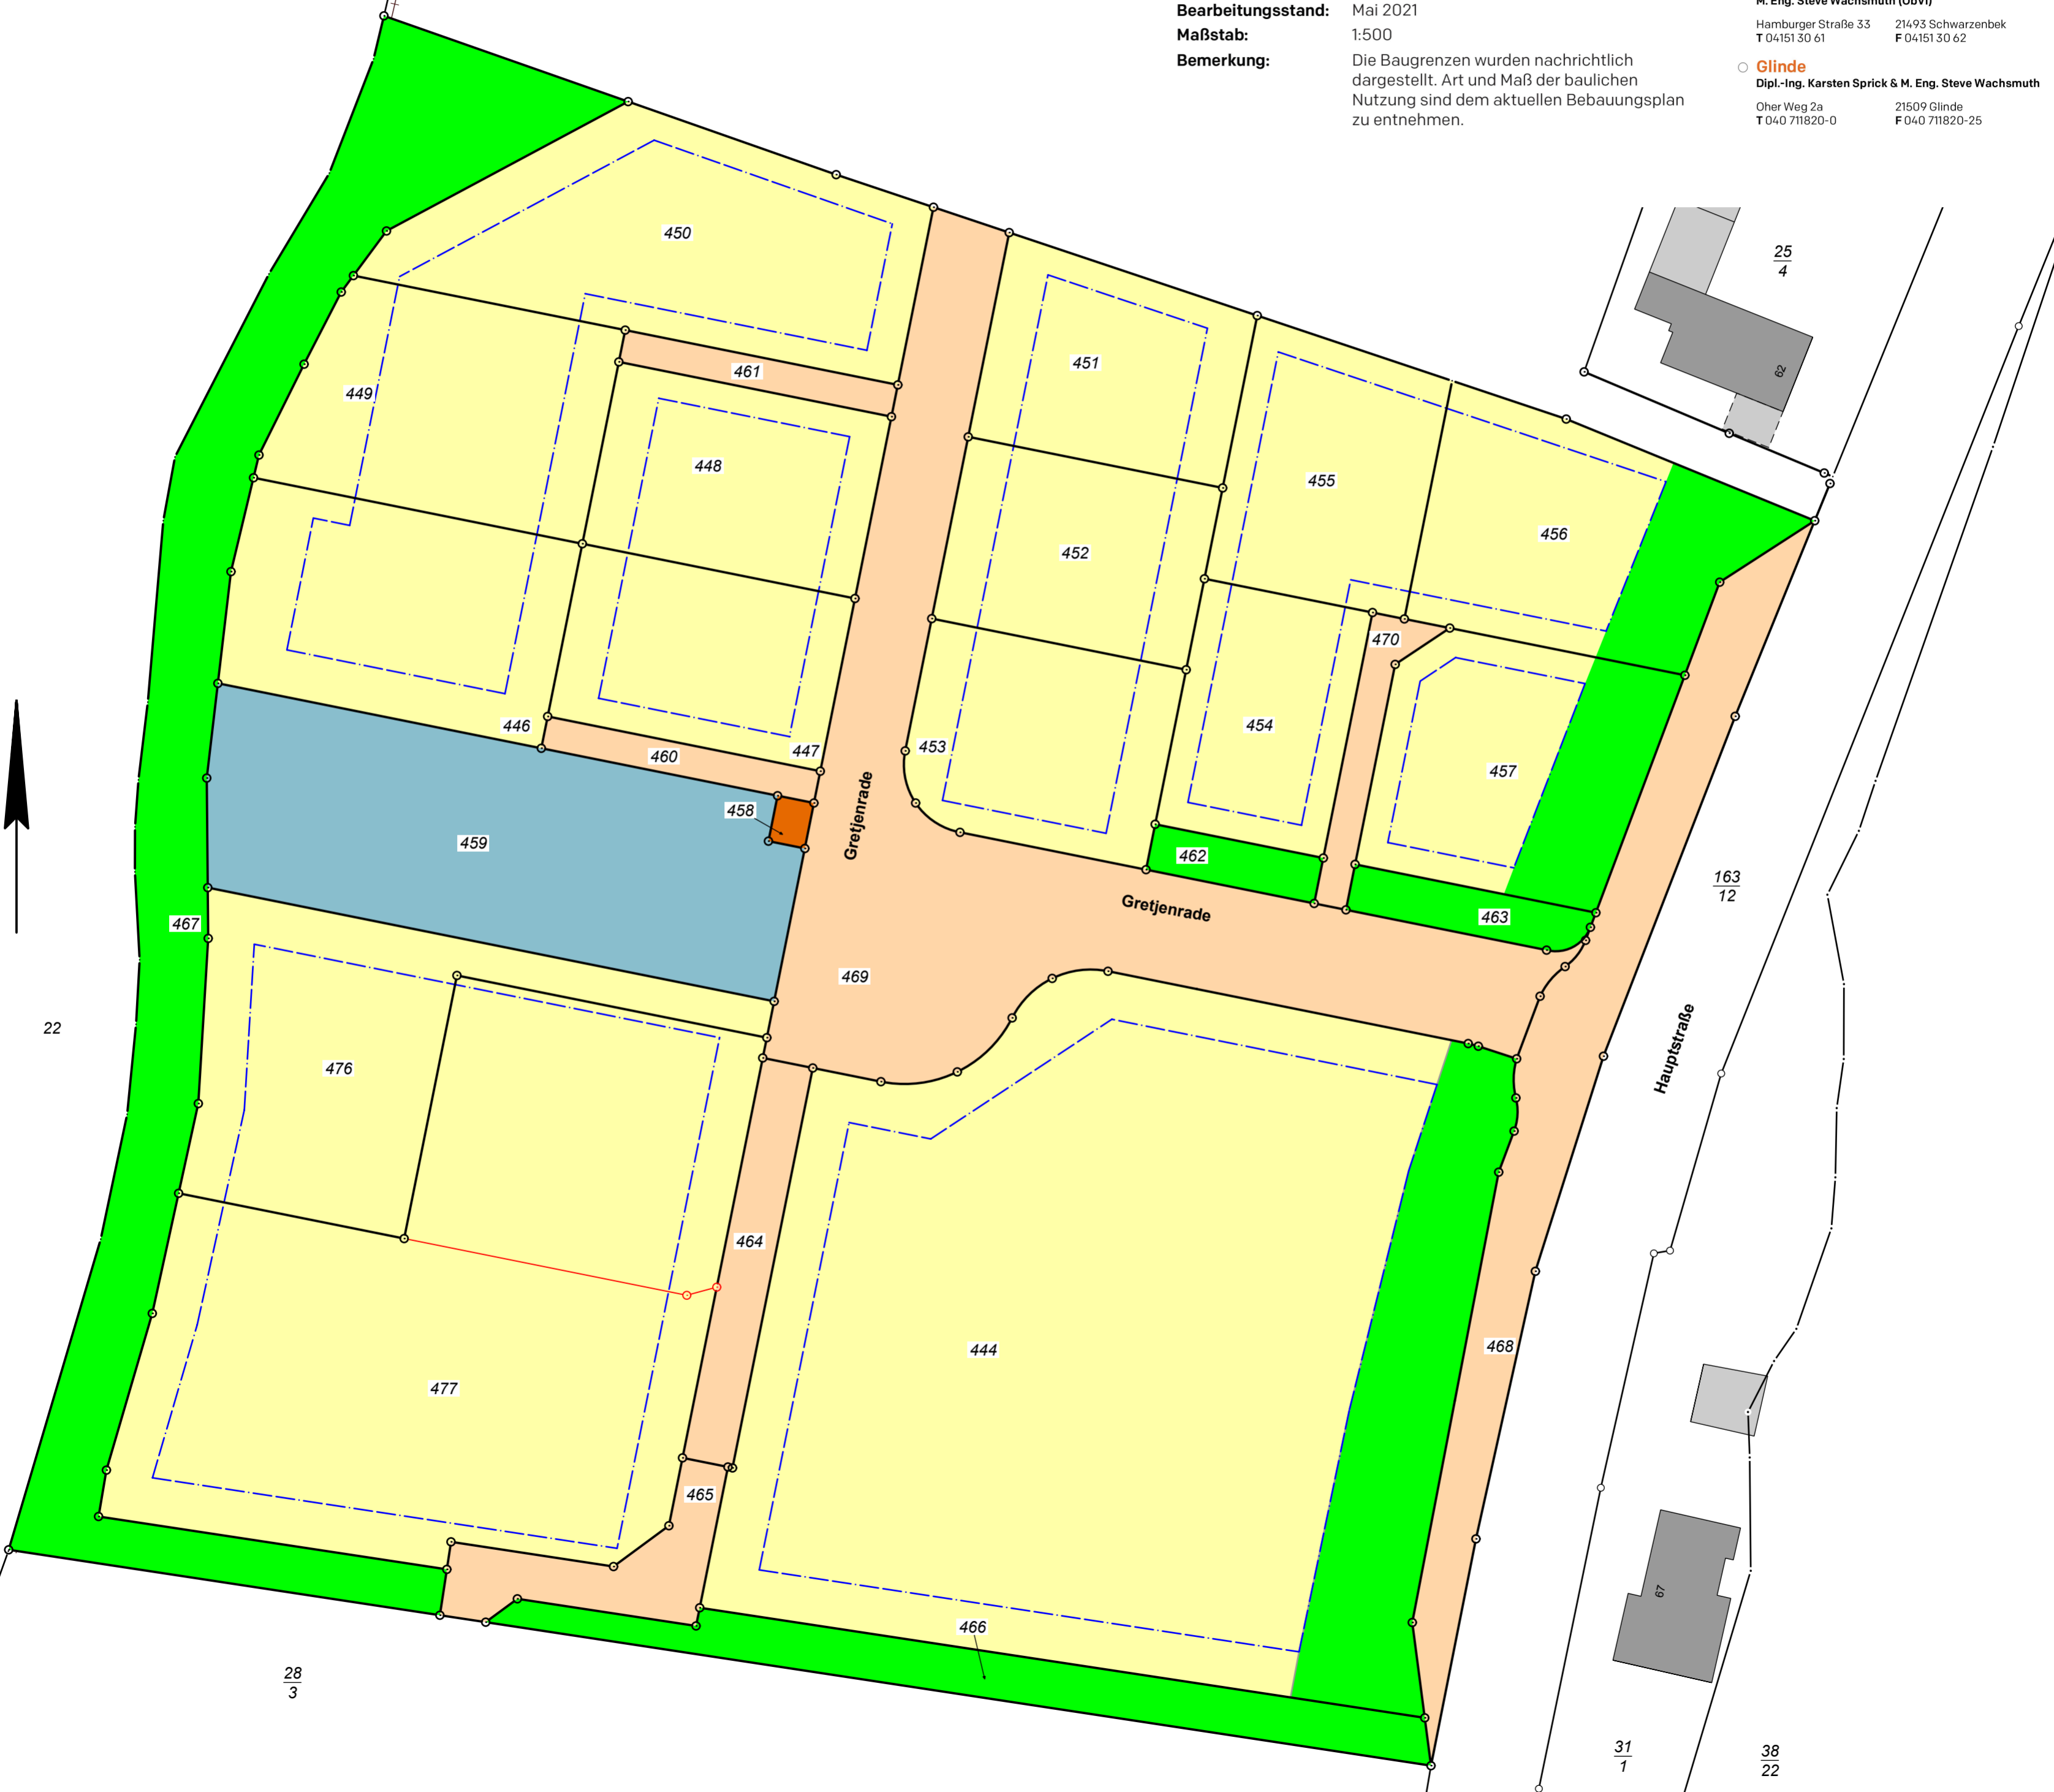 M. Eng. Steve Wachsmuth (ÖbVI)
Bearbeitungsstand: Mai 2021
Maßstab: 1:500
Bemerkung: Die Baugrenzen wurden nachrichtlich
dargestellt. Art und Maß der baulichen
Nutzung sind dem aktuellen Bebauungsplan
zu entnehmen.
Hamburger Straße 33 21493 Schwarzenbek
T 04151 30 61 F 04151 30 62
Glinde
Dipl.-Ing. Karsten Sprick & M. Eng. Steve Wachsmuth
Oher Weg 2a 21509 Glinde
T 040 711820-0 F 040 711820-25
450
25
4
451
461
62
449
448
455
456
452
470
446
454
453
447
460
457
458
Gretjenrade
459
462
163
12
Gretjenrade
463
467
469
22
Hauptstraße
476
464
468
444
477
465
67
466
28
3
31
1
38
22